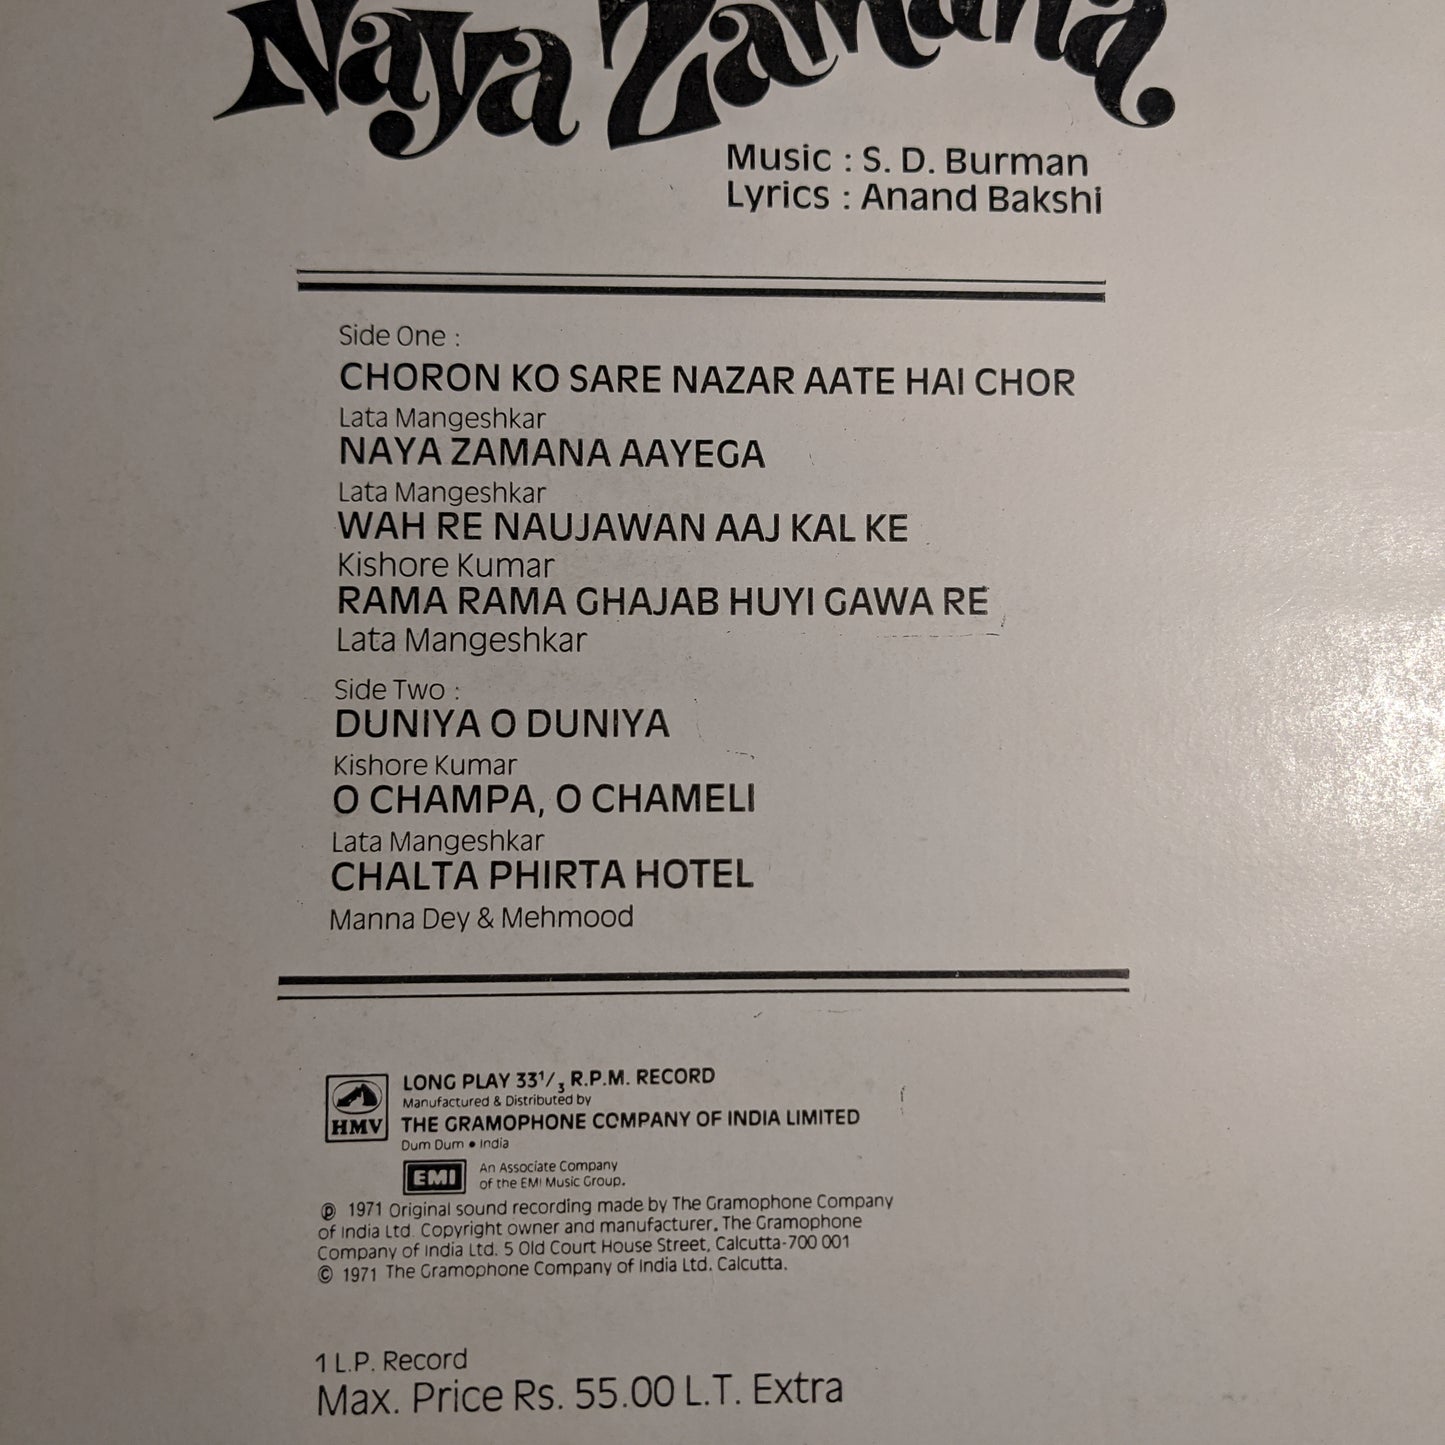 Naya Zamana
Music : S. D. Burman
Lyrics : Anand Bakshi
Side One :
CHORON KO SARE NAZAR AATE HAI CHOR
Lata Mangeshkar
NAYA ZAMANA AAYEGA
Lata Mangeshkar
WAH RE NAUJAWAN AAJ KAL KE
Kishore Kumar
RAMA RAMA GHAJAB HUYI GAWA RE
Lata Mangeshkar
Side Two :
DUNIYA O DUNIYA
Kishore Kumar
O CHAMPA, O CHAMELI
Lata Mangeshkar
CHALTA PHIRTA HOTEL
Manna Dey & Mehmood
HMV
LONG PLAY 33 1/3 R.P.M. RECORD
Manufactured & Distributed by
THE GRAMOPHONE COMPANY OF INDIA LIMITED
Dum Dum • India
EMI
An Associate Company
of the EMI Music Group.
℗ 1971 Original sound recording made by The Gramophone Company
of India Ltd. Copyright owner and manufacturer. The Gramophone
Company of India Ltd. 5 Old Court House Street, Calcutta-700 001
© 1971 The Gramophone Company of India Ltd. Calcutta.
1 L.P. Record
Max. Price Rs. 55.00 L.T. Extra